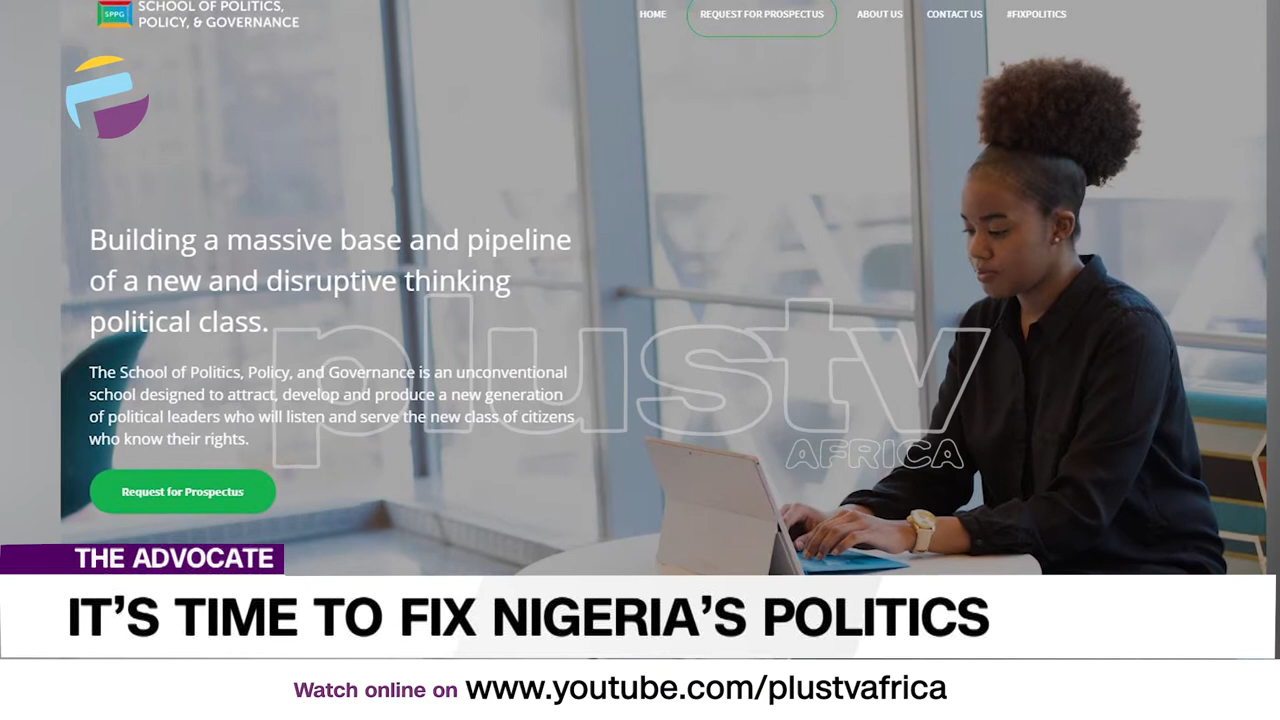 SPPG
SCHOOL OF POLITICS,
POLICY, & GOVERNANCE
HOME
REQUEST FOR PROSPECTUS
ABOUT US
CONTACT US
#FIXPOLITICS
Building a massive base and pipeline
of a new and disruptive thinking
political class.
The School of Politics, Policy, and Governance is an unconventional
school designed to attract, develop and produce a new generation
of political leaders who will listen and serve the new class of citizens
who know their rights.
Request for Prospectus
plustv
AFRICA
THE ADVOCATE
IT’S TIME TO FIX NIGERIA’S POLITICS
Watch online on www.youtube.com/plustvafrica